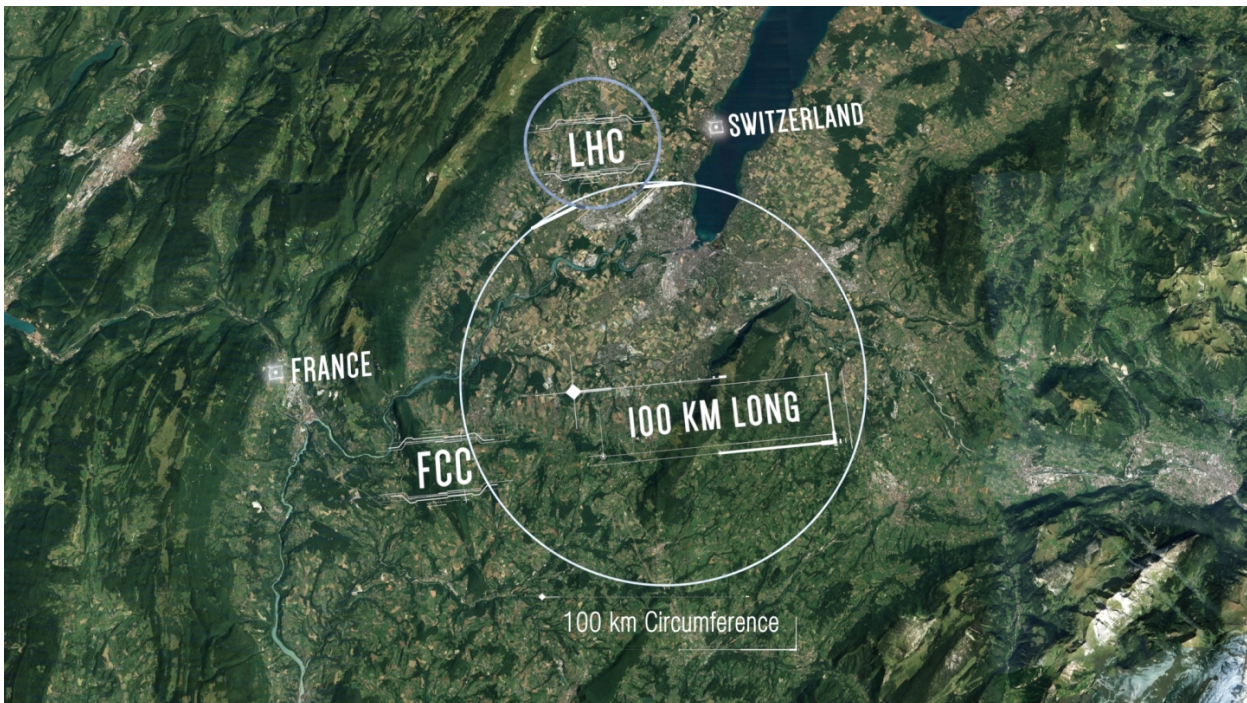 LHC
SWITZERLAND
FRANCE
100 KM LONG
FCC
100 km Circumference